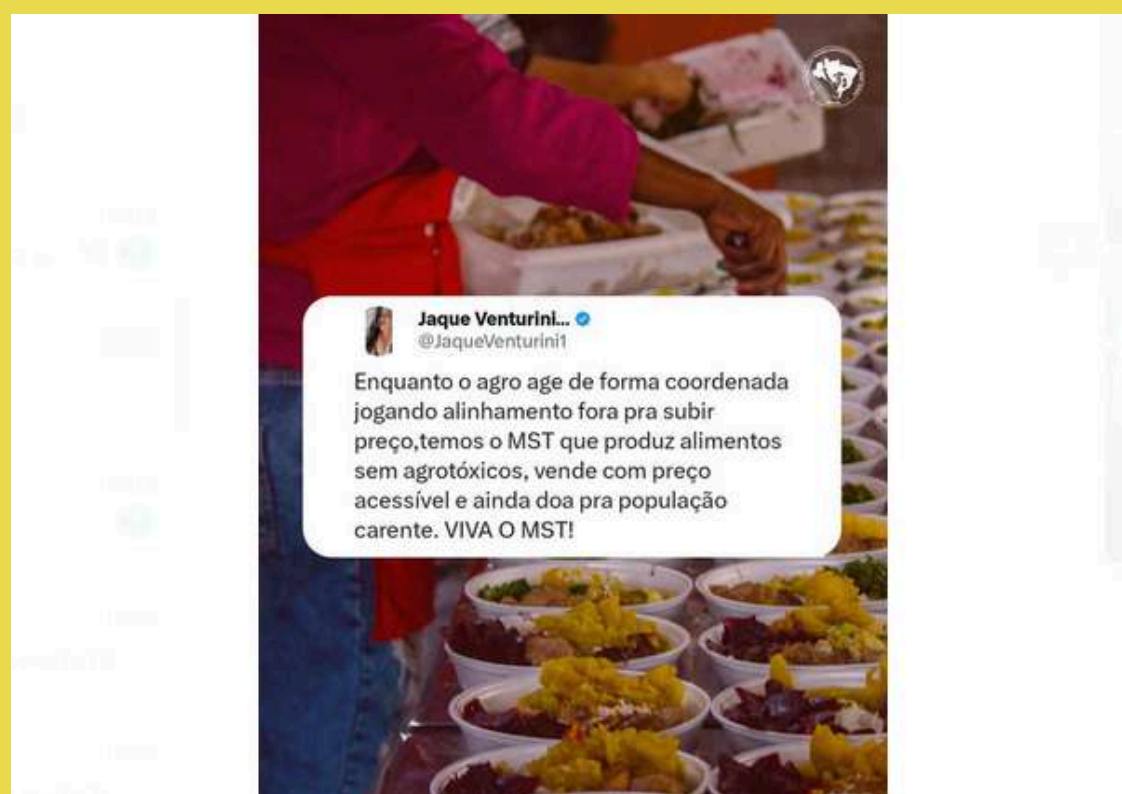 Jaque Venturini...
@JaqueVenturini1
Enquanto o agro age de forma coordenada
jogando alinhamento fora pra subir
preço,temos o MST que produz alimentos
sem agrotóxicos, vende com preço
acessível e ainda doa pra população
carente. VIVA O MST!